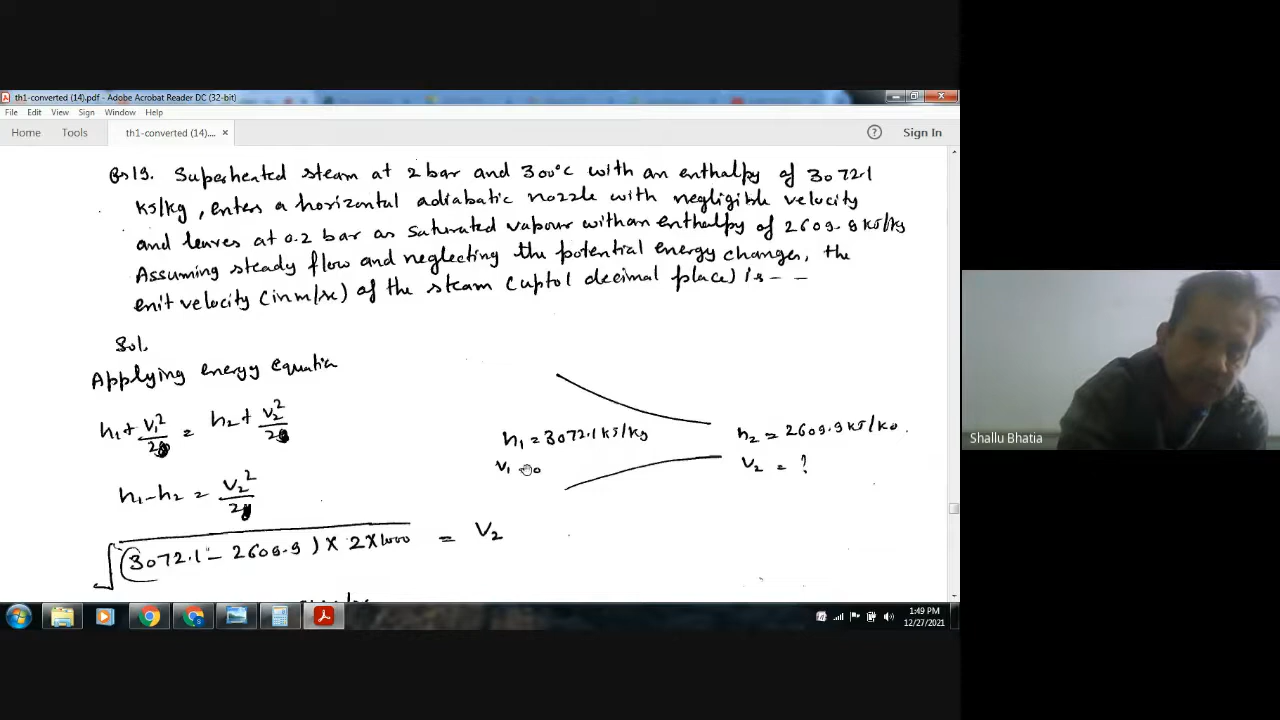 th1-converted (14).pdf - Adobe Acrobat Reader DC (32-bit)
File Edit View Sign Window Help
Home Tools th1-converted (14).... × ? Sign In
Qs 19. Superheated steam at 2 bar and 300°C with an enthalpy of 3072.1
KJ/kg, enters a horizontal adiabatic nozzle with negligible velocity
and leaves at 0.2 bar as saturated vapour with an enthalpy of 2609.9 KJ/kg
Assuming steady flow and neglecting the potential energy changes, the
exit velocity (in m/se) of the steam (upto 1 decimal place) is - -
Sol.
Applying energy equatin
h1 + v1²/2 = h2 + v2²/2
h1 = 3072.1 KJ/kg
h2 = 2609.9 KJ/kg.
v1 = 0
v2 = ?
h1 - h2 = v2²/2
√(3072.1 - 2609.9) × 2 × 1000 = V2
Shallu Bhatia
1:49 PM
12/27/2021